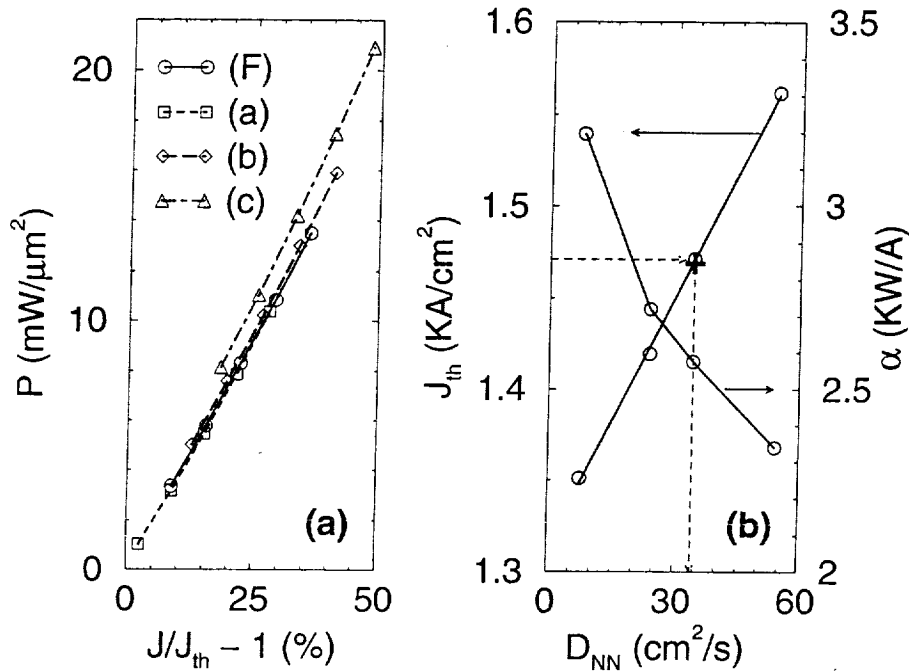 20
10
0
0
25
50
P (mW/μm²)
J/J_th – 1 (%)
(F)
(a)
(b)
(c)
(a)
1.6
1.5
1.4
1.3
J_th (KA/cm²)
3.5
3
2.5
2
α (KW/A)
0
30
60
D_NN (cm²/s)
(b)